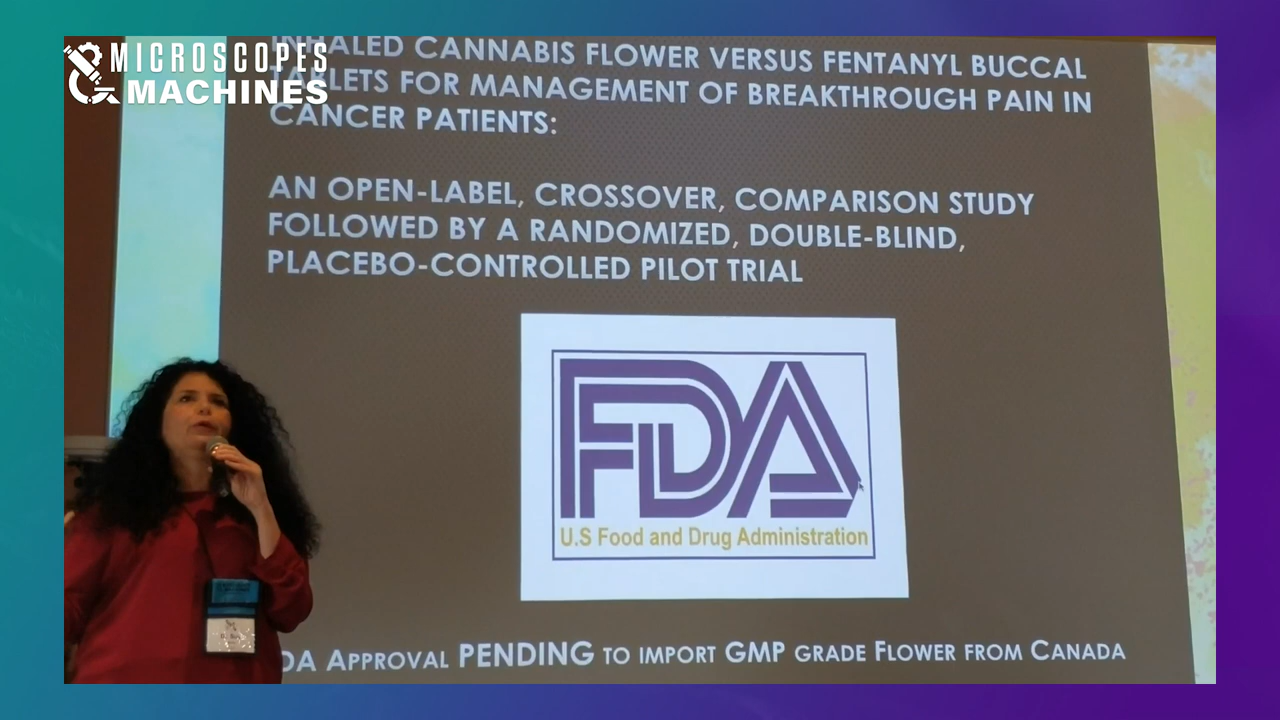 MICROSCOPES
& MACHINES
INHALED CANNABIS FLOWER VERSUS FENTANYL BUCCAL
TABLETS FOR MANAGEMENT OF BREAKTHROUGH PAIN IN
CANCER PATIENTS:
AN OPEN-LABEL, CROSSOVER, COMPARISON STUDY
FOLLOWED BY A RANDOMIZED, DOUBLE-BLIND,
PLACEBO-CONTROLLED PILOT TRIAL
FDA
U.S Food and Drug Administration
DA APPROVAL PENDING TO IMPORT GMP GRADE FLOWER FROM CANADA